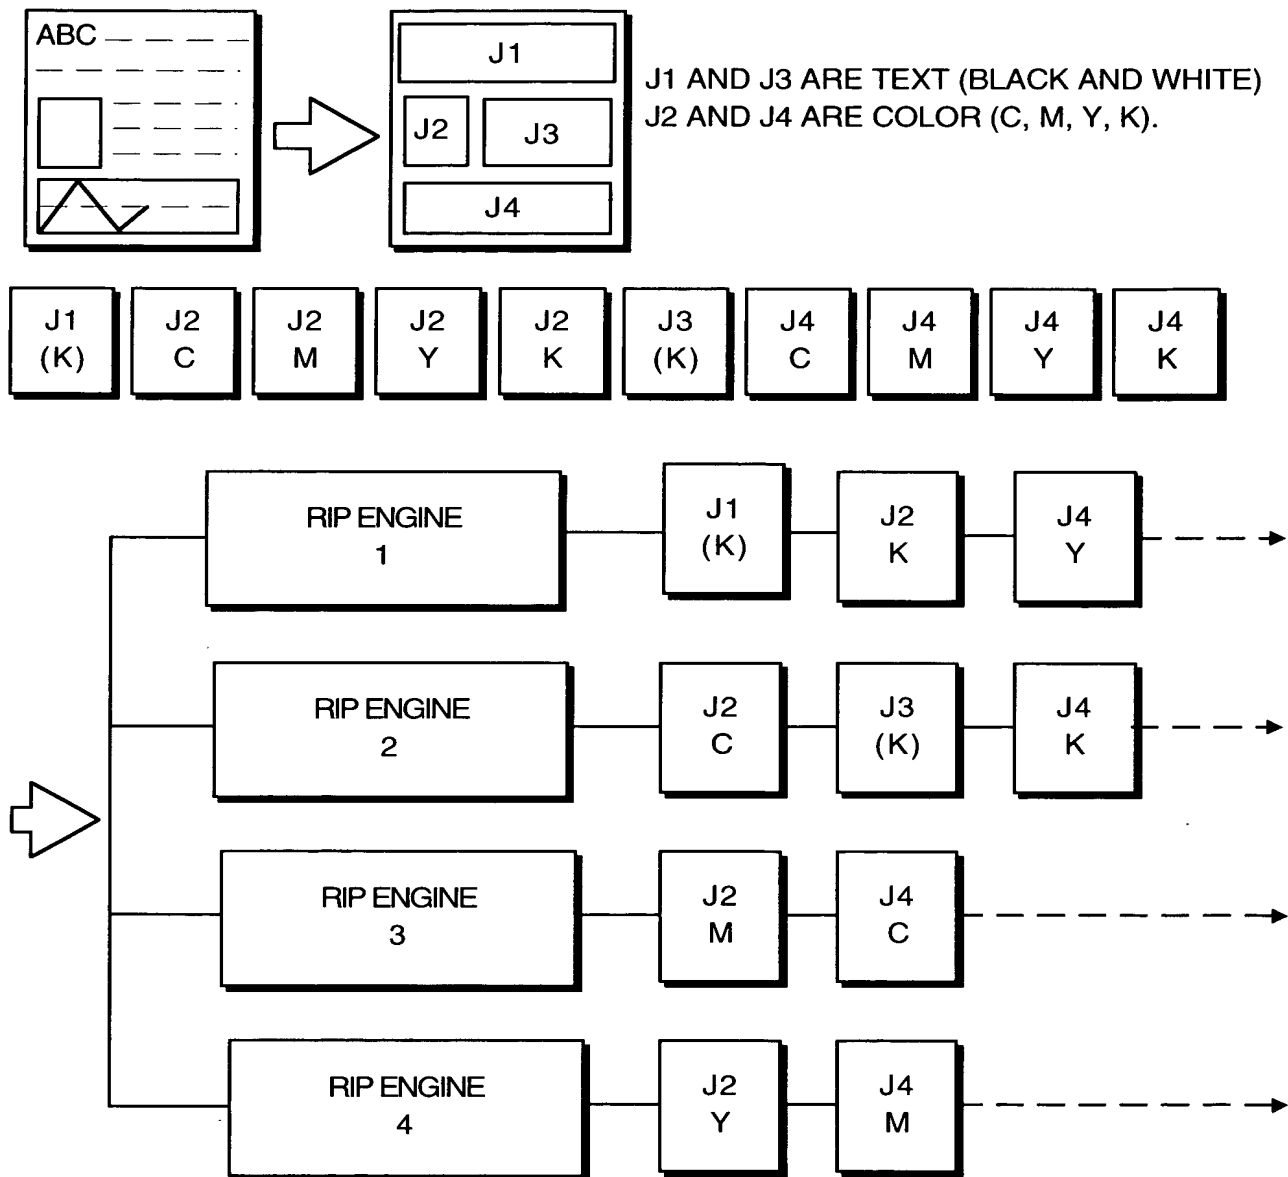 ABC
J1
J2
J3
J4
J1 AND J3 ARE TEXT (BLACK AND WHITE)
J2 AND J4 ARE COLOR (C, M, Y, K).
J1
(K)
J2
C
J2
M
J2
Y
J2
K
J3
(K)
J4
C
J4
M
J4
Y
J4
K
RIP ENGINE
1
J1
(K)
J2
K
J4
Y
RIP ENGINE
2
J2
C
J3
(K)
J4
K
RIP ENGINE
3
J2
M
J4
C
RIP ENGINE
4
J2
Y
J4
M